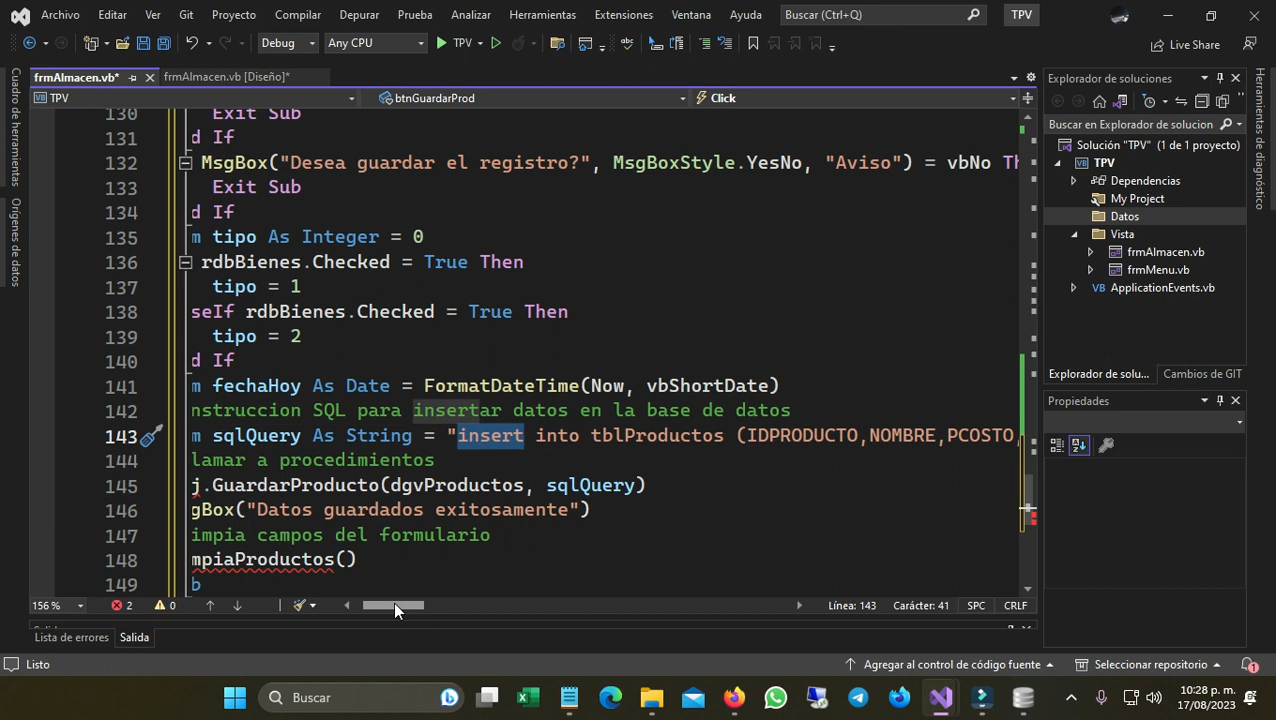 Archivo Editar Ver Git Proyecto Compilar Depurar Prueba Analizar Herramientas Extensiones Ventana Ayuda Buscar (Ctrl+Q) TPV
Debug Any CPU TPV Live Share
frmAlmacen.vb* frmAlmacen.vb [Diseño]*
TPV btnGuardarProd Click
130 Exit Sub
131 d If
132 MsgBox("Desea guardar el registro?", MsgBoxStyle.YesNo, "Aviso") = vbNo Th
133 Exit Sub
134 d If
135 m tipo As Integer = 0
136 rdbBienes.Checked = True Then
137 tipo = 1
138 seIf rdbBienes.Checked = True Then
139 tipo = 2
140 d If
141 m fechaHoy As Date = FormatDateTime(Now, vbShortDate)
142 nstruccion SQL para insertar datos en la base de datos
143 m sqlQuery As String = "insert into tblProductos (IDPRODUCTO,NOMBRE,PCOSTO,
144 lamar a procedimientos
145 j.GuardarProducto(dgvProductos, sqlQuery)
146 gBox("Datos guardados exitosamente")
147 impia campos del formulario
148 mpiaProductos()
149 b
156 % 2 0 Línea: 143 Carácter: 41 SPC CRLF
Lista de errores Salida
Listo Agregar al control de código fuente Seleccionar repositorio 1
Cuadro de herramientas
Orígenes de datos
Explorador de soluciones
Buscar en Explorador de solucion
Solución "TPV" (1 de 1 proyecto)
TPV
Dependencias
My Project
Datos
Vista
frmAlmacen.vb
frmMenu.vb
ApplicationEvents.vb
Explorador de solu... Cambios de GIT
Propiedades
Herramientas de diagnóstico
Buscar
10:28 p. m.
17/08/2023